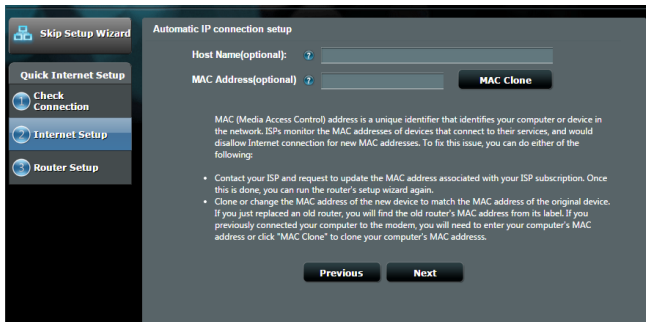 Skip Setup Wizard
Quick Internet Setup
1 Check
Connection
2 Internet Setup
3 Router Setup
Automatic IP connection setup
Host Name(optional): ?
MAC Address(optional) ? MAC Clone
MAC (Media Access Control) address is a unique identifier that identifies your computer or device in
the network. ISPs monitor the MAC addresses of devices that connect to their services, and would
disallow Internet connection for new MAC addresses. To fix this issue, you can do either of the
following:
• Contact your ISP and request to update the MAC address associated with your ISP subscription. Once
this is done, you can run the router's setup wizard again.
• Clone or change the MAC address of the new device to match the MAC address of the original device.
If you just replaced an old router, you will find the old router's MAC address from its label. If you
previously connected your computer to the modem, you will need to enter your computer's MAC
address or click "MAC Clone" to clone your computer's MAC addresss.
Previous Next